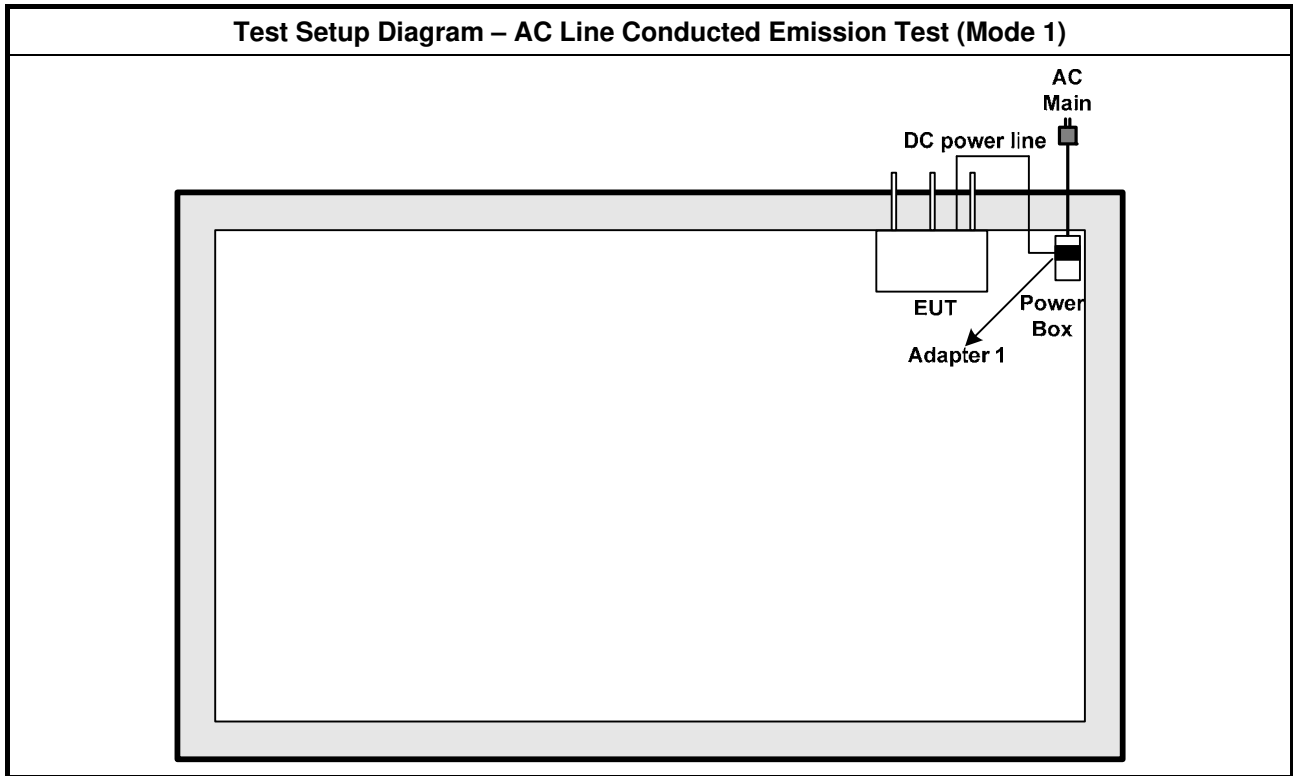 Test Setup Diagram – AC Line Conducted Emission Test (Mode 1)
AC
Main
DC power line
EUT
Power
Box
Adapter 1